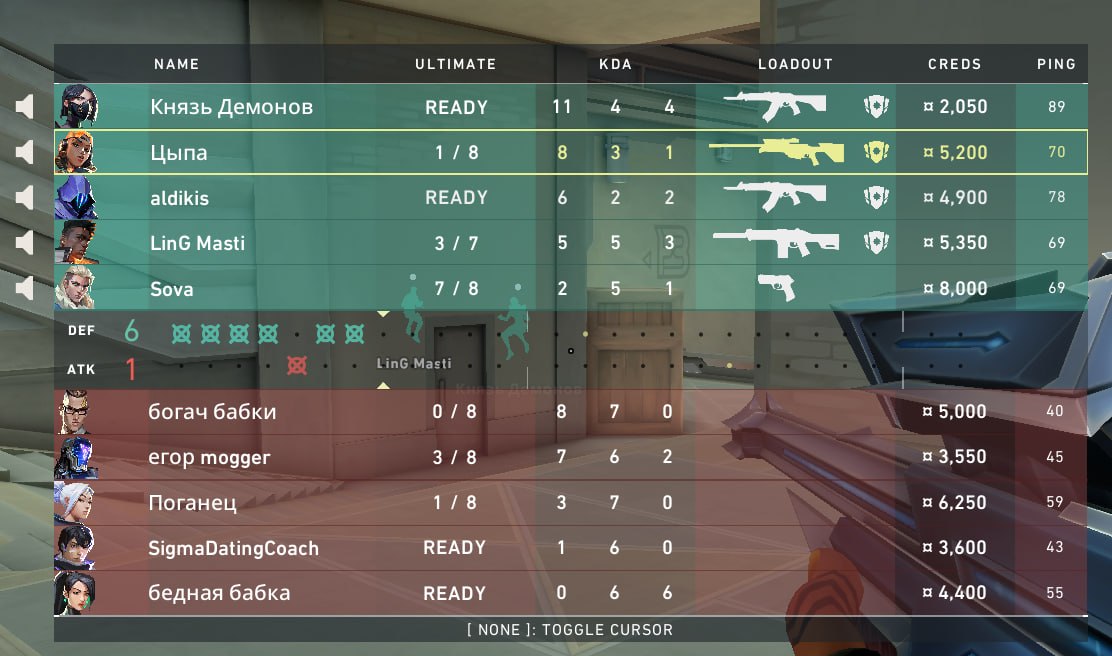 NAME ULTIMATE KDA LOADOUT CREDS PING
Князь Демонов READY 11 4 4 ¤ 2,050 89
Цыпа 1 / 8 8 3 1 ¤ 5,200 70
aldikis READY 6 2 2 ¤ 4,900 78
LinG Masti 3 / 7 5 5 3 ¤ 5,350 69
B
Sova 7 / 8 2 5 1 ¤ 8,000 69
DEF 6
ATK 1 LinG Masti
Князь Демонов
богач бабки 0 / 8 8 7 0 ¤ 5,000 40
егор mogger 3 / 8 7 6 2 ¤ 3,550 45
Поганец 1 / 8 3 7 0 ¤ 6,250 59
SigmaDatingCoach READY 1 6 0 ¤ 3,600 43
бедная бабка READY 0 6 6 ¤ 4,400 55
[ NONE ]: TOGGLE CURSOR